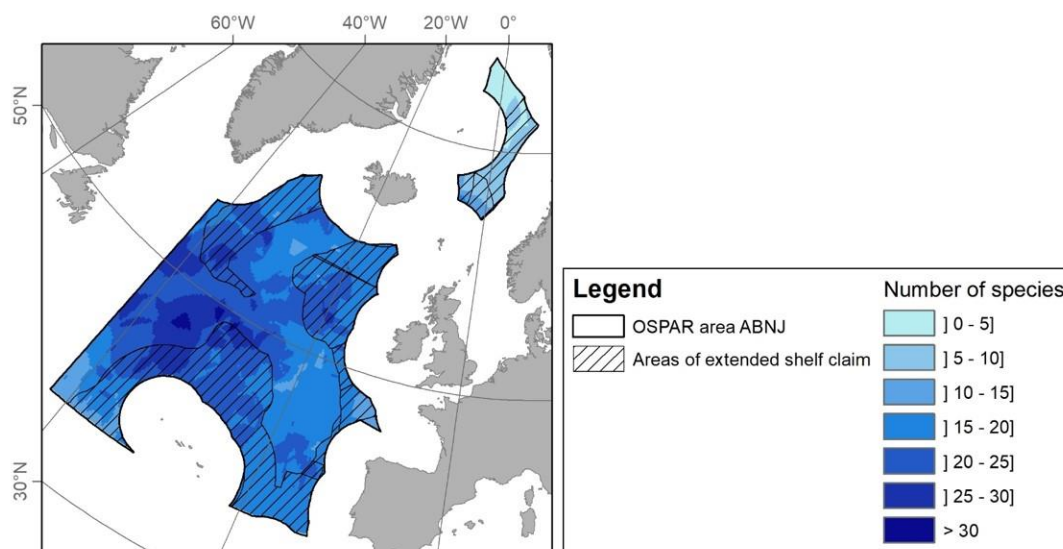 60°W
40°W
20°W
0°
50°N
30°N
Legend
OSPAR area ABNJ
Areas of extended shelf claim
Number of species
] 0 - 5]
] 5 - 10]
] 10 - 15]
] 15 - 20]
] 20 - 25]
] 25 - 30]
> 30